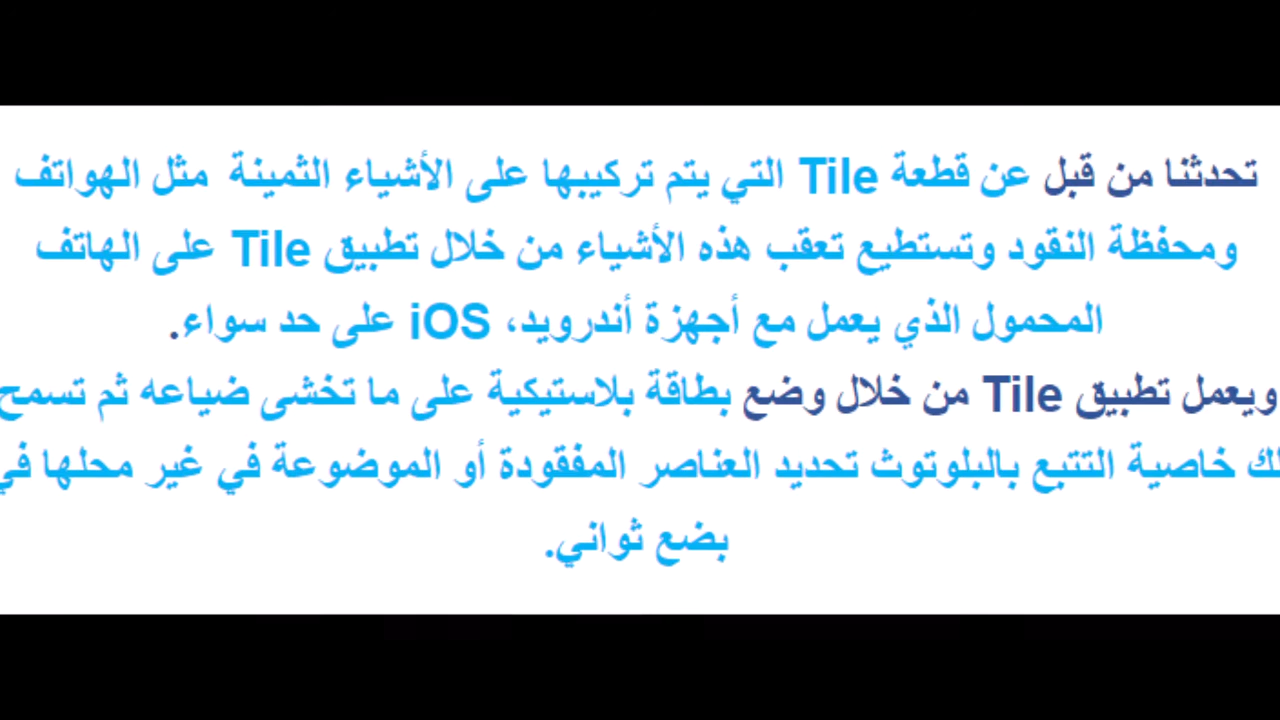 تحدثنا من قبل عن قطعة Tile التي يتم تركيبها على الأشياء الثمينة مثل الهواتف
ومحفظة النقود وتستطيع تعقب هذه الأشياء من خلال تطبيق Tile على الهاتف
المحمول الذي يعمل مع أجهزة أندرويد، iOS على حد سواء.
ويعمل تطبيق Tile من خلال وضع بطاقة بلاستيكية على ما تخشى ضياعه ثم تسمح
لك خاصية التتبع بالبلوتوث تحديد العناصر المفقودة أو الموضوعة في غير محلها في
بضع ثواني.